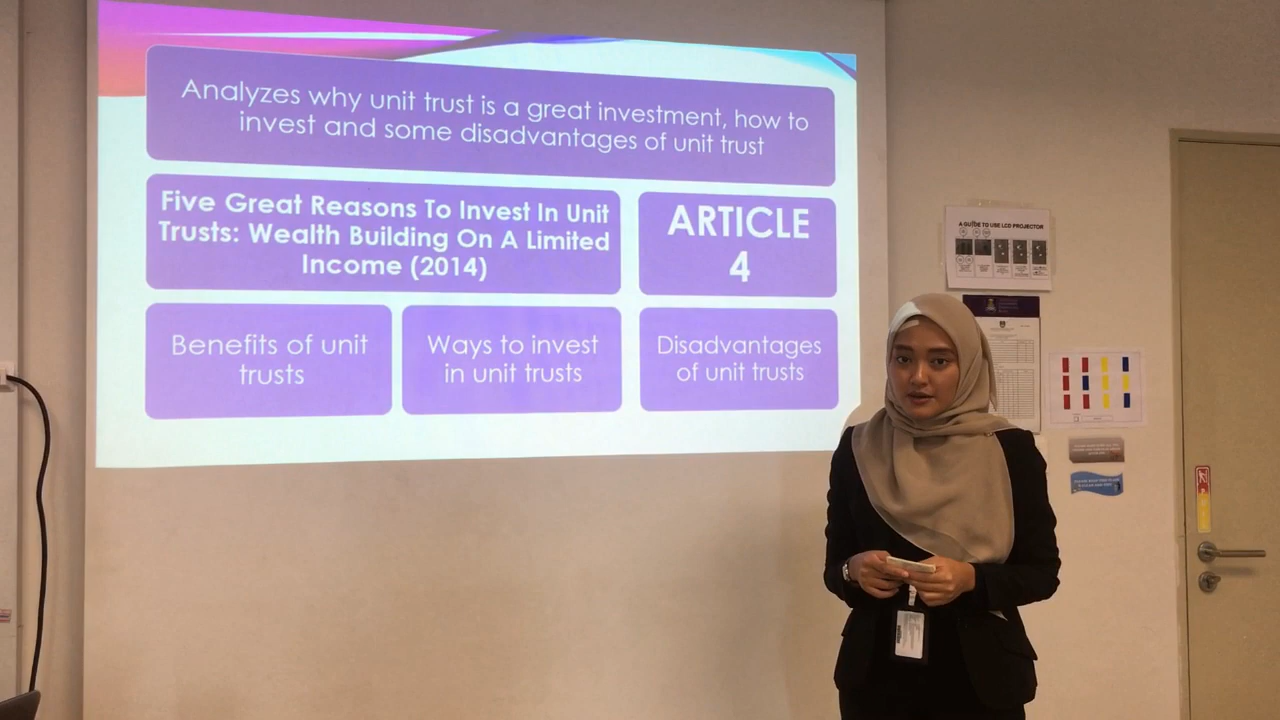 Analyzes why unit trust is a great investment, how to
invest and some disadvantages of unit trust
Five Great Reasons To Invest In Unit
Trusts: Wealth Building On A Limited
Income (2014)
ARTICLE
4
Benefits of unit
trusts
Ways to invest
in unit trusts
Disadvantages
of unit trusts
A GUIDE TO USE LCD PROJECTOR